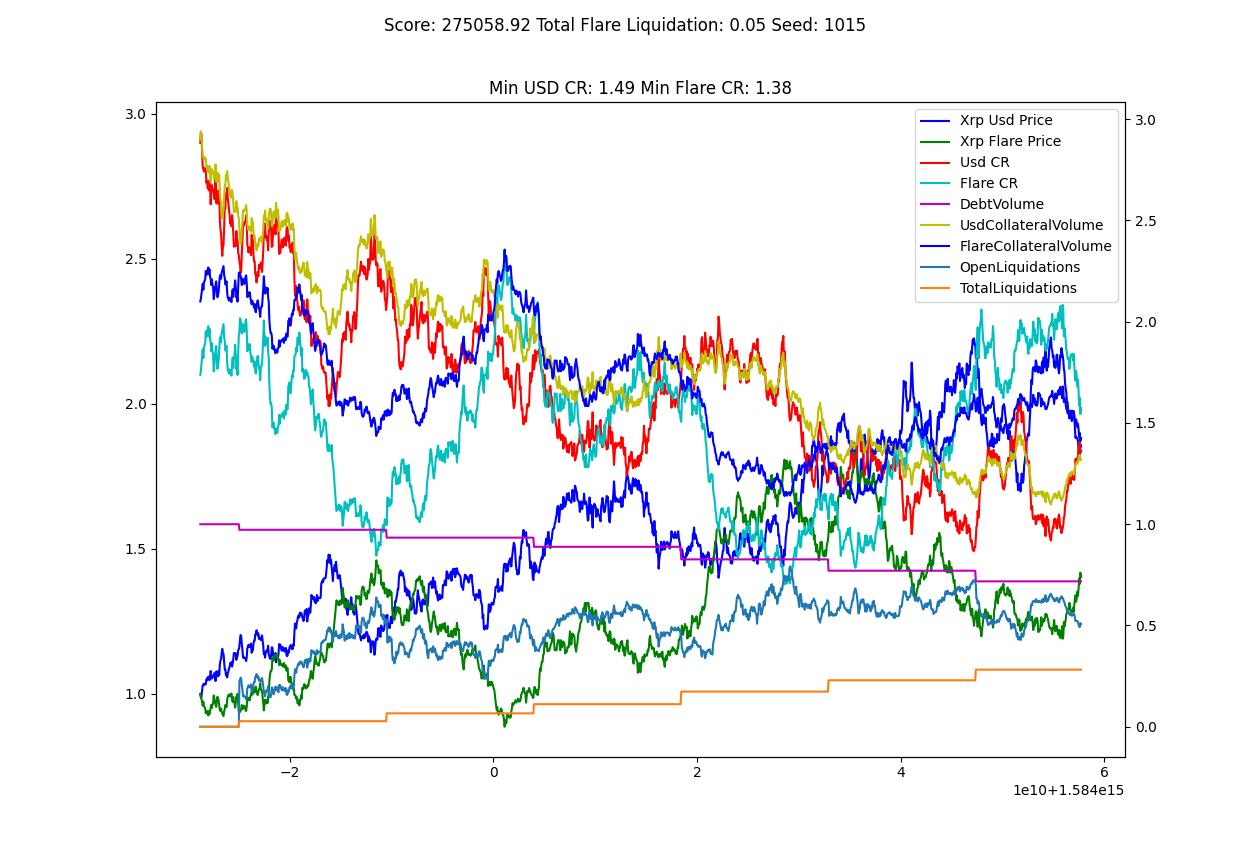 Score: 275058.92 Total Flare Liquidation: 0.05 Seed: 1015
Min USD CR: 1.49 Min Flare CR: 1.38
3.0
2.5
2.0
1.5
1.0
3.0
2.5
2.0
1.5
1.0
0.5
0.0
Xrp Usd Price
Xrp Flare Price
Usd CR
Flare CR
DebtVolume
UsdCollateralVolume
FlareCollateralVolume
OpenLiquidations
TotalLiquidations
−2 0 2 4 6
1e10+1.584e15